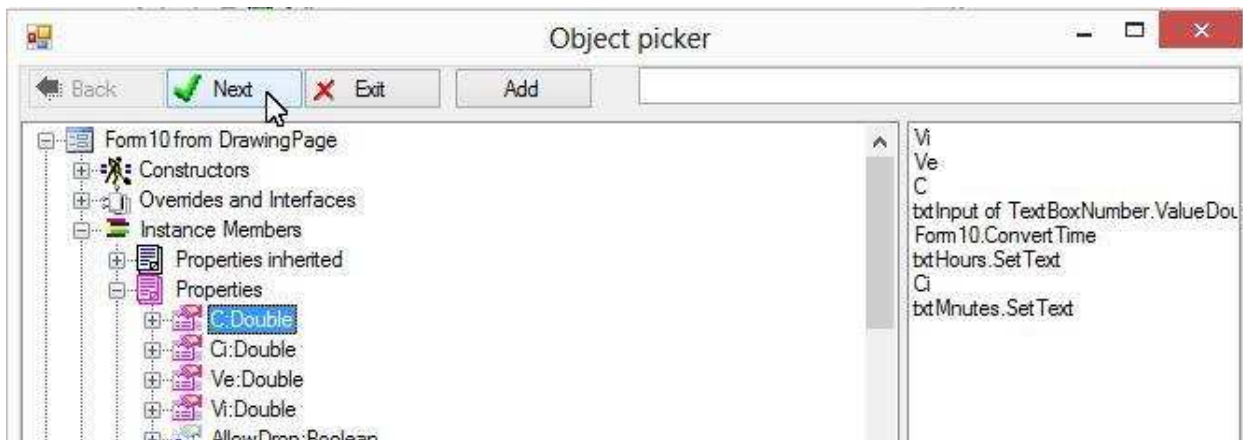 Object picker
Back Next Exit Add
Form10 from DrawingPage
Constructors
Overrides and Interfaces
Instance Members
Properties inherited
Properties
C:Double
Ci:Double
Ve:Double
Vi:Double
AllowDrop:Boolean
Vi
Ve
C
txtInput of TextBoxNumber.ValueDou
Form10.ConvertTime
txtHours.SetText
Ci
txtMnutes.SetText